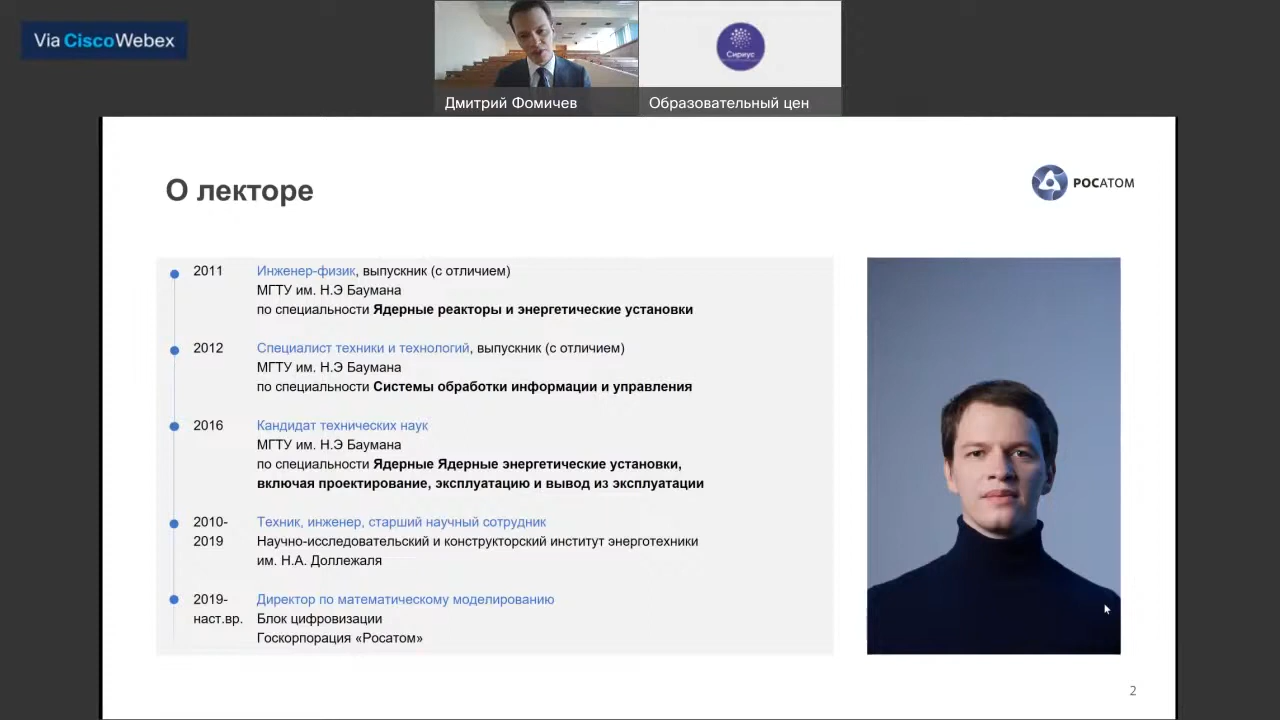 Via CiscoWebex
Сириус
Дмитрий Фомичев
Образовательный цен
О лекторе
РОСАТОМ
2011
Инженер-физик, выпускник (с отличием)
МГТУ им. Н.Э Баумана
по специальности Ядерные реакторы и энергетические установки
2012
Специалист техники и технологий, выпускник (с отличием)
МГТУ им. Н.Э Баумана
по специальности Системы обработки информации и управления
2016
Кандидат технических наук
МГТУ им. Н.Э Баумана
по специальности Ядерные Ядерные энергетические установки,
включая проектирование, эксплуатацию и вывод из эксплуатации
2010-
2019
Техник, инженер, старший научный сотрудник
Научно-исследовательский и конструкторский институт энерготехники
им. Н.А. Доллежаля
2019-
наст.вр.
Директор по математическому моделированию
Блок цифровизации
Госкорпорация «Росатом»
2